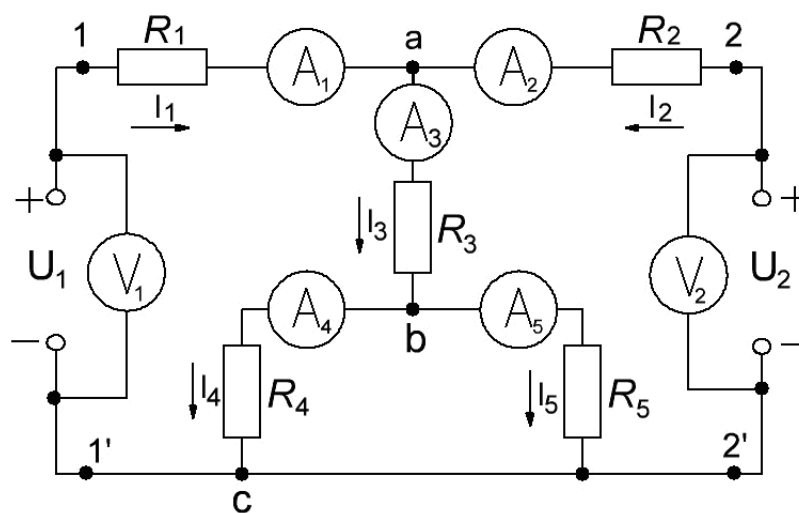 1 R₁ A₁ a A₂ R₂ 2
I₁ A₃ I₂
+ I₃ R₃ +
U₁ V₁ V₂ U₂
− A₄ b A₅ −
I₄ R₄ I₅ R₅
1' 2'
c